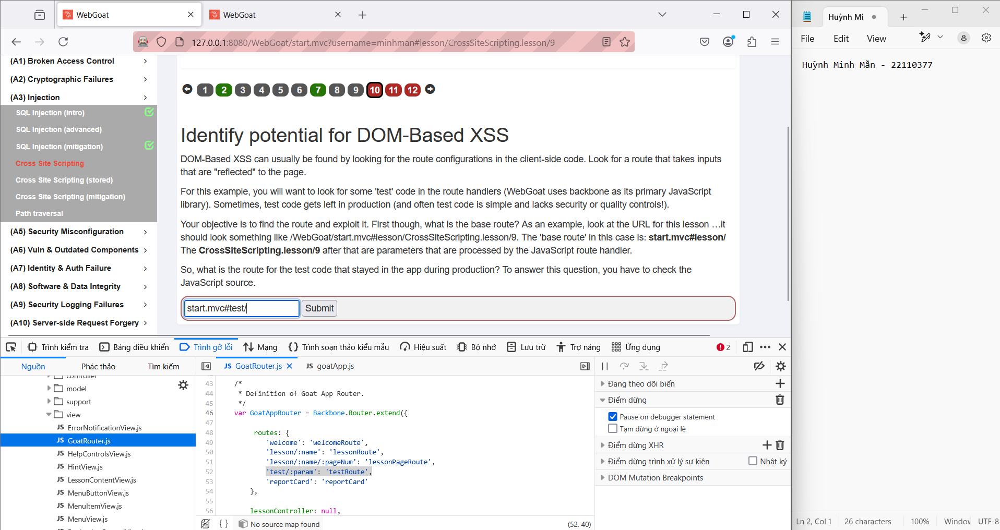 WebGoat
WebGoat
127.0.0.1:8080/WebGoat/start.mvc?username=minhman#lesson/CrossSiteScripting.lesson/9
(A1) Broken Access Control
(A2) Cryptographic Failures
(A3) Injection
SQL Injection (intro)
SQL Injection (advanced)
SQL Injection (mitigation)
Cross Site Scripting
Cross Site Scripting (stored)
Cross Site Scripting (mitigation)
Path traversal
(A5) Security Misconfiguration
(A6) Vuln & Outdated Components
(A7) Identity & Auth Failure
(A8) Software & Data Integrity
(A9) Security Logging Failures
(A10) Server-side Request Forgery
1 2 3 4 5 6 7 8 9 10 11 12
Identify potential for DOM-Based XSS
DOM-Based XSS can usually be found by looking for the route configurations in the client-side code. Look for a route that takes inputs
that are "reflected" to the page.
For this example, you will want to look for some 'test' code in the route handlers (WebGoat uses backbone as its primary JavaScript
library). Sometimes, test code gets left in production (and often test code is simple and lacks security or quality controls!).
Your objective is to find the route and exploit it. First though, what is the base route? As an example, look at the URL for this lesson …it
should look something like /WebGoat/start.mvc#lesson/CrossSiteScripting.lesson/9. The 'base route' in this case is: start.mvc#lesson/
The CrossSiteScripting.lesson/9 after that are parameters that are processed by the JavaScript route handler.
So, what is the route for the test code that stayed in the app during production? To answer this question, you have to check the
JavaScript source.
start.mvc#test/ Submit
Trình kiểm tra Bảng điều khiển Trình gỡ lỗi Mạng Trình soạn thảo kiểu mẫu Hiệu suất Bộ nhớ Lưu trữ Trợ năng Ứng dụng 2
Nguồn Phác thảo Tìm kiếm
controller
model
support
view
JS ErrorNotificationView.js
JS GoatRouter.js
JS HelpControlsView.js
JS HintView.js
JS LessonContentView.js
JS MenuButtonView.js
JS MenuItemView.js
JS MenuView.js
JS GoatRouter.js JS goatApp.js
43 /*
44 * Definition of Goat App Router.
45 */
46 var GoatAppRouter = Backbone.Router.extend({
47
48 routes: {
49 'welcome': 'welcomeRoute',
50 'lesson/:name': 'lessonRoute',
51 'lesson/:name/:pageNum': 'lessonPageRoute',
52 'test/:param': 'testRoute',
53 'reportCard': 'reportCard'
54 },
55
56 lessonController: null,
{ } No source map found (52, 40)
Đang theo dõi biến
Điểm dừng
Pause on debugger statement
Tạm dừng ở ngoại lệ
Điểm dừng XHR
Điểm dừng trình xử lý sự kiện Nhật ký
DOM Mutation Breakpoints
Huỳnh Mi
File Edit View
Huỳnh Minh Mẫn - 22110377
Ln 2, Col 1 26 characters 100% Window UTF-8